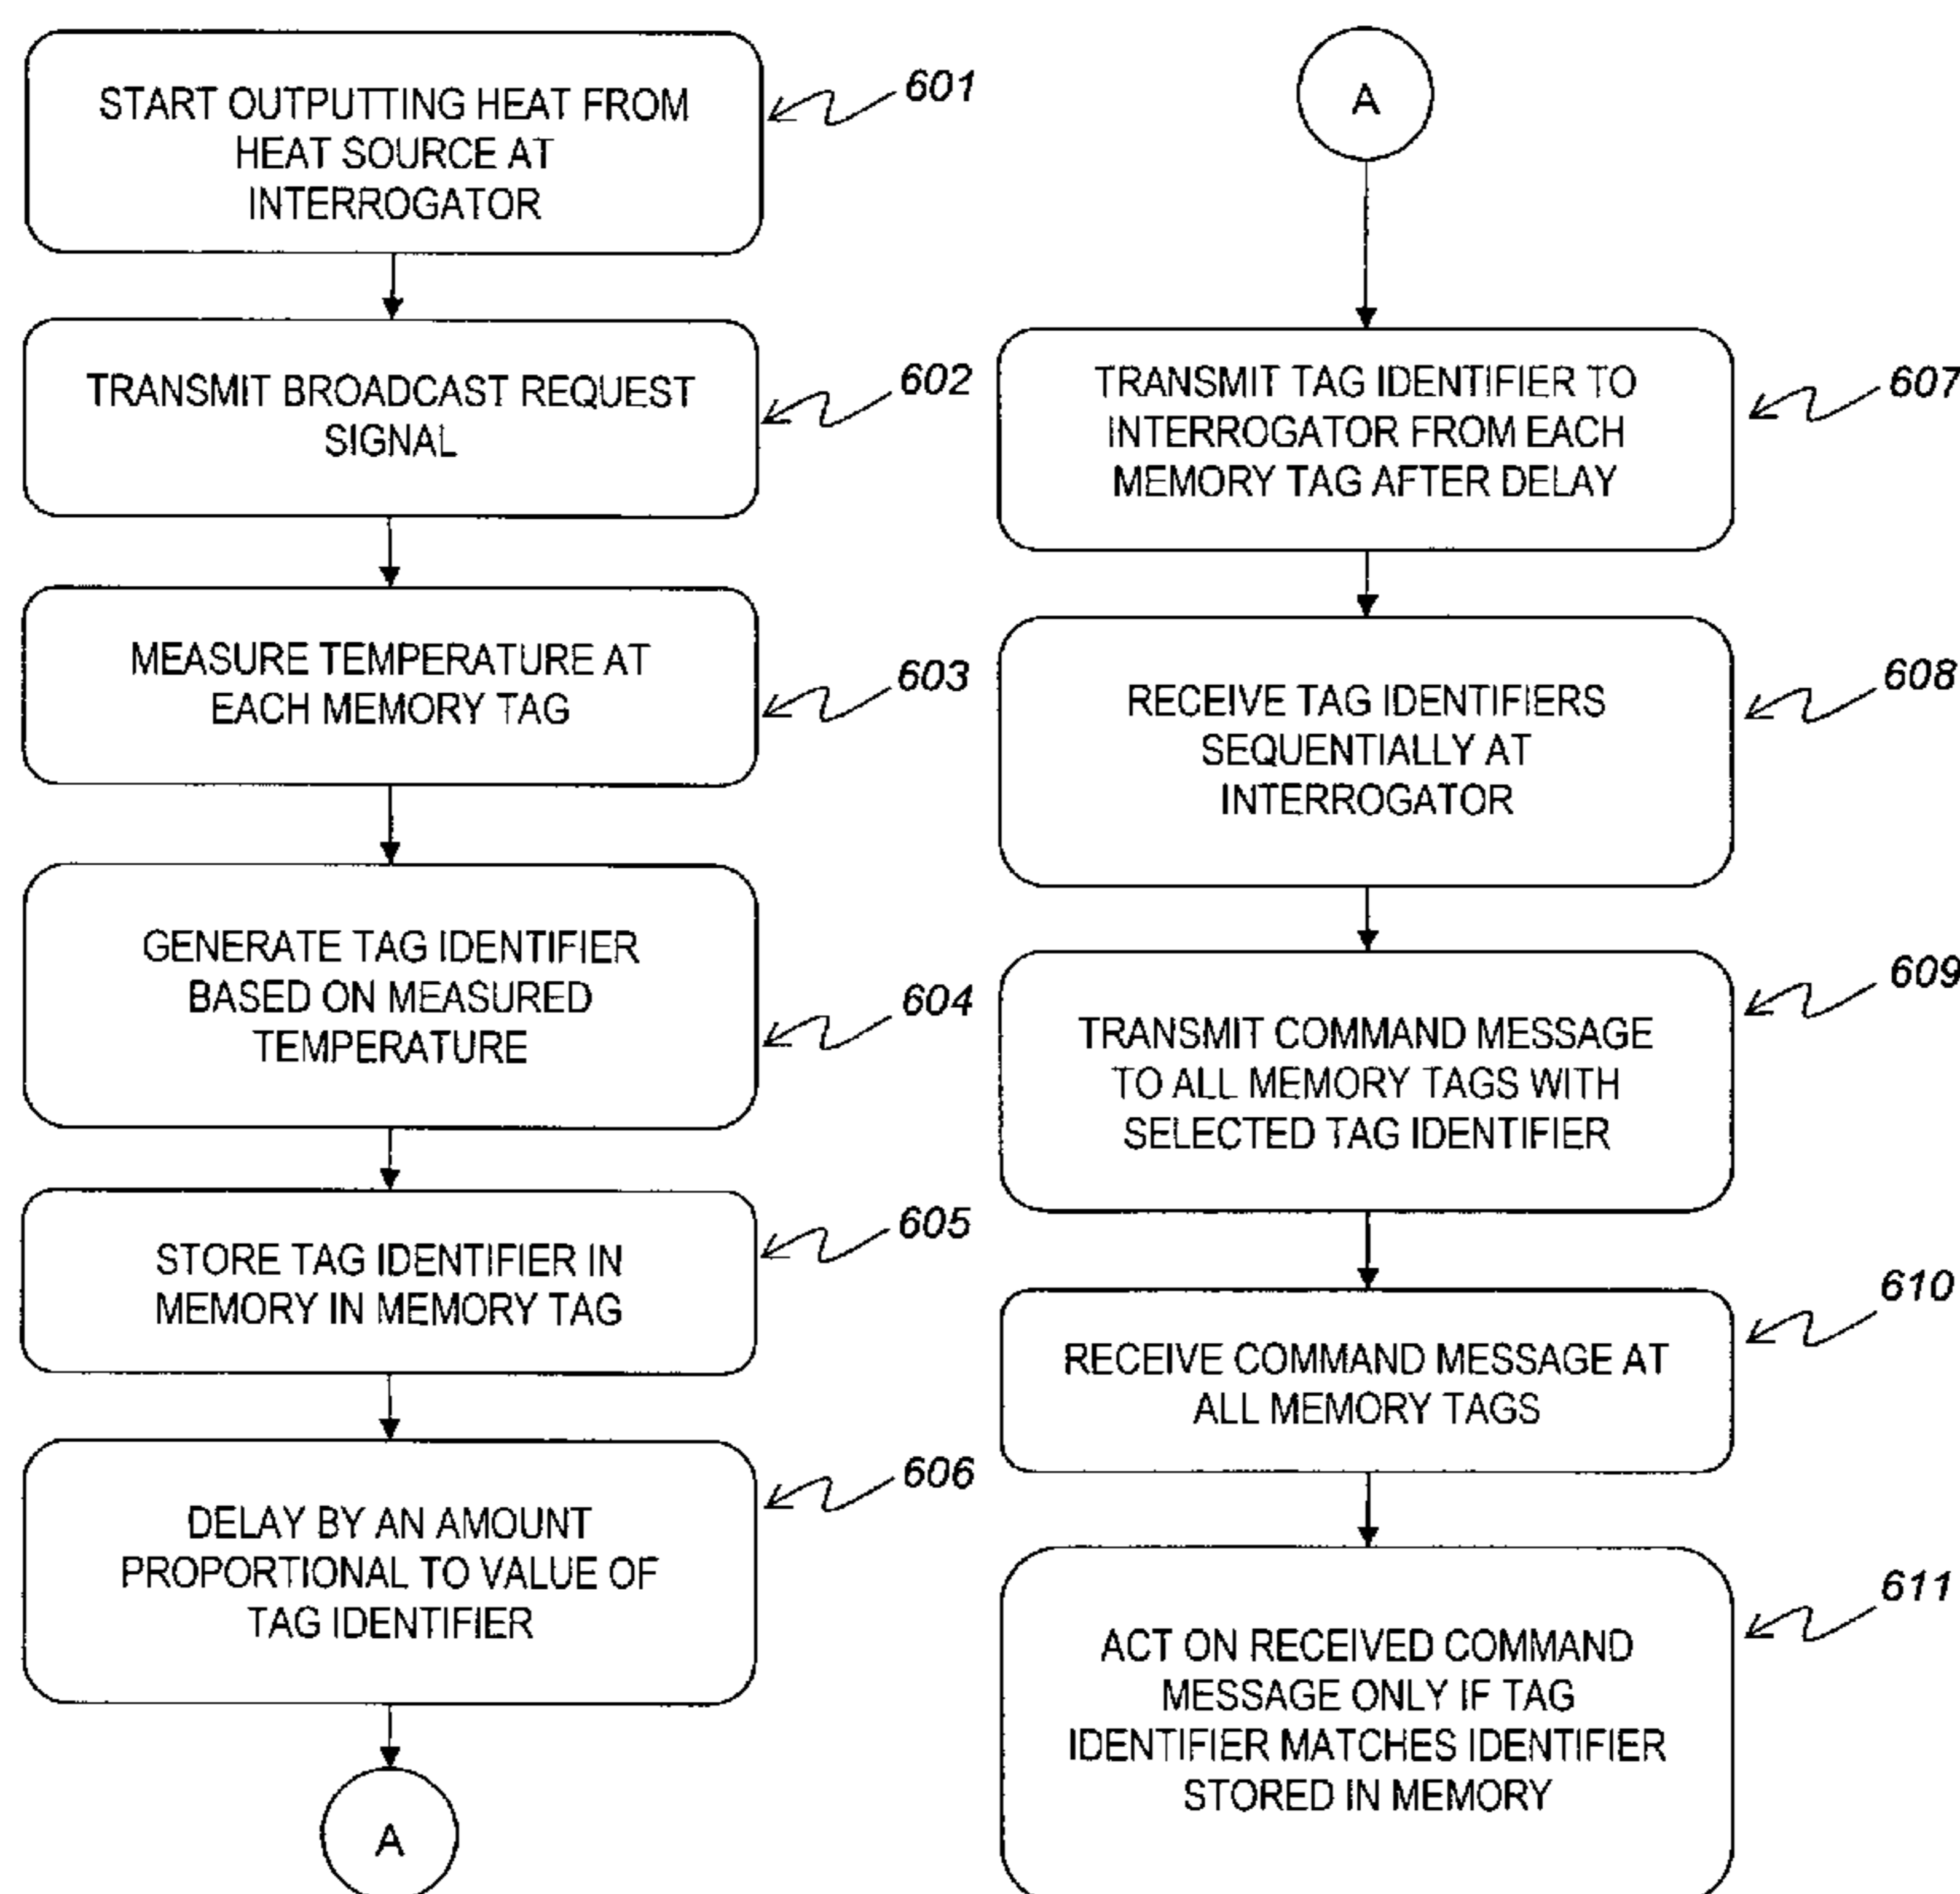 START OUTPUTTING HEAT FROM
HEAT SOURCE AT
INTERROGATOR
601
TRANSMIT BROADCAST REQUEST
SIGNAL
602
MEASURE TEMPERATURE AT
EACH MEMORY TAG
603
GENERATE TAG IDENTIFIER
BASED ON MEASURED
TEMPERATURE
604
STORE TAG IDENTIFIER IN
MEMORY IN MEMORY TAG
605
DELAY BY AN AMOUNT
PROPORTIONAL TO VALUE OF
TAG IDENTIFIER
606
A
A
TRANSMIT TAG IDENTIFIER TO
INTERROGATOR FROM EACH
MEMORY TAG AFTER DELAY
607
RECEIVE TAG IDENTIFIERS
SEQUENTIALLY AT
INTERROGATOR
608
TRANSMIT COMMAND MESSAGE
TO ALL MEMORY TAGS WITH
SELECTED TAG IDENTIFIER
609
RECEIVE COMMAND MESSAGE AT
ALL MEMORY TAGS
610
ACT ON RECEIVED COMMAND
MESSAGE ONLY IF TAG
IDENTIFIER MATCHES IDENTIFIER
STORED IN MEMORY
611